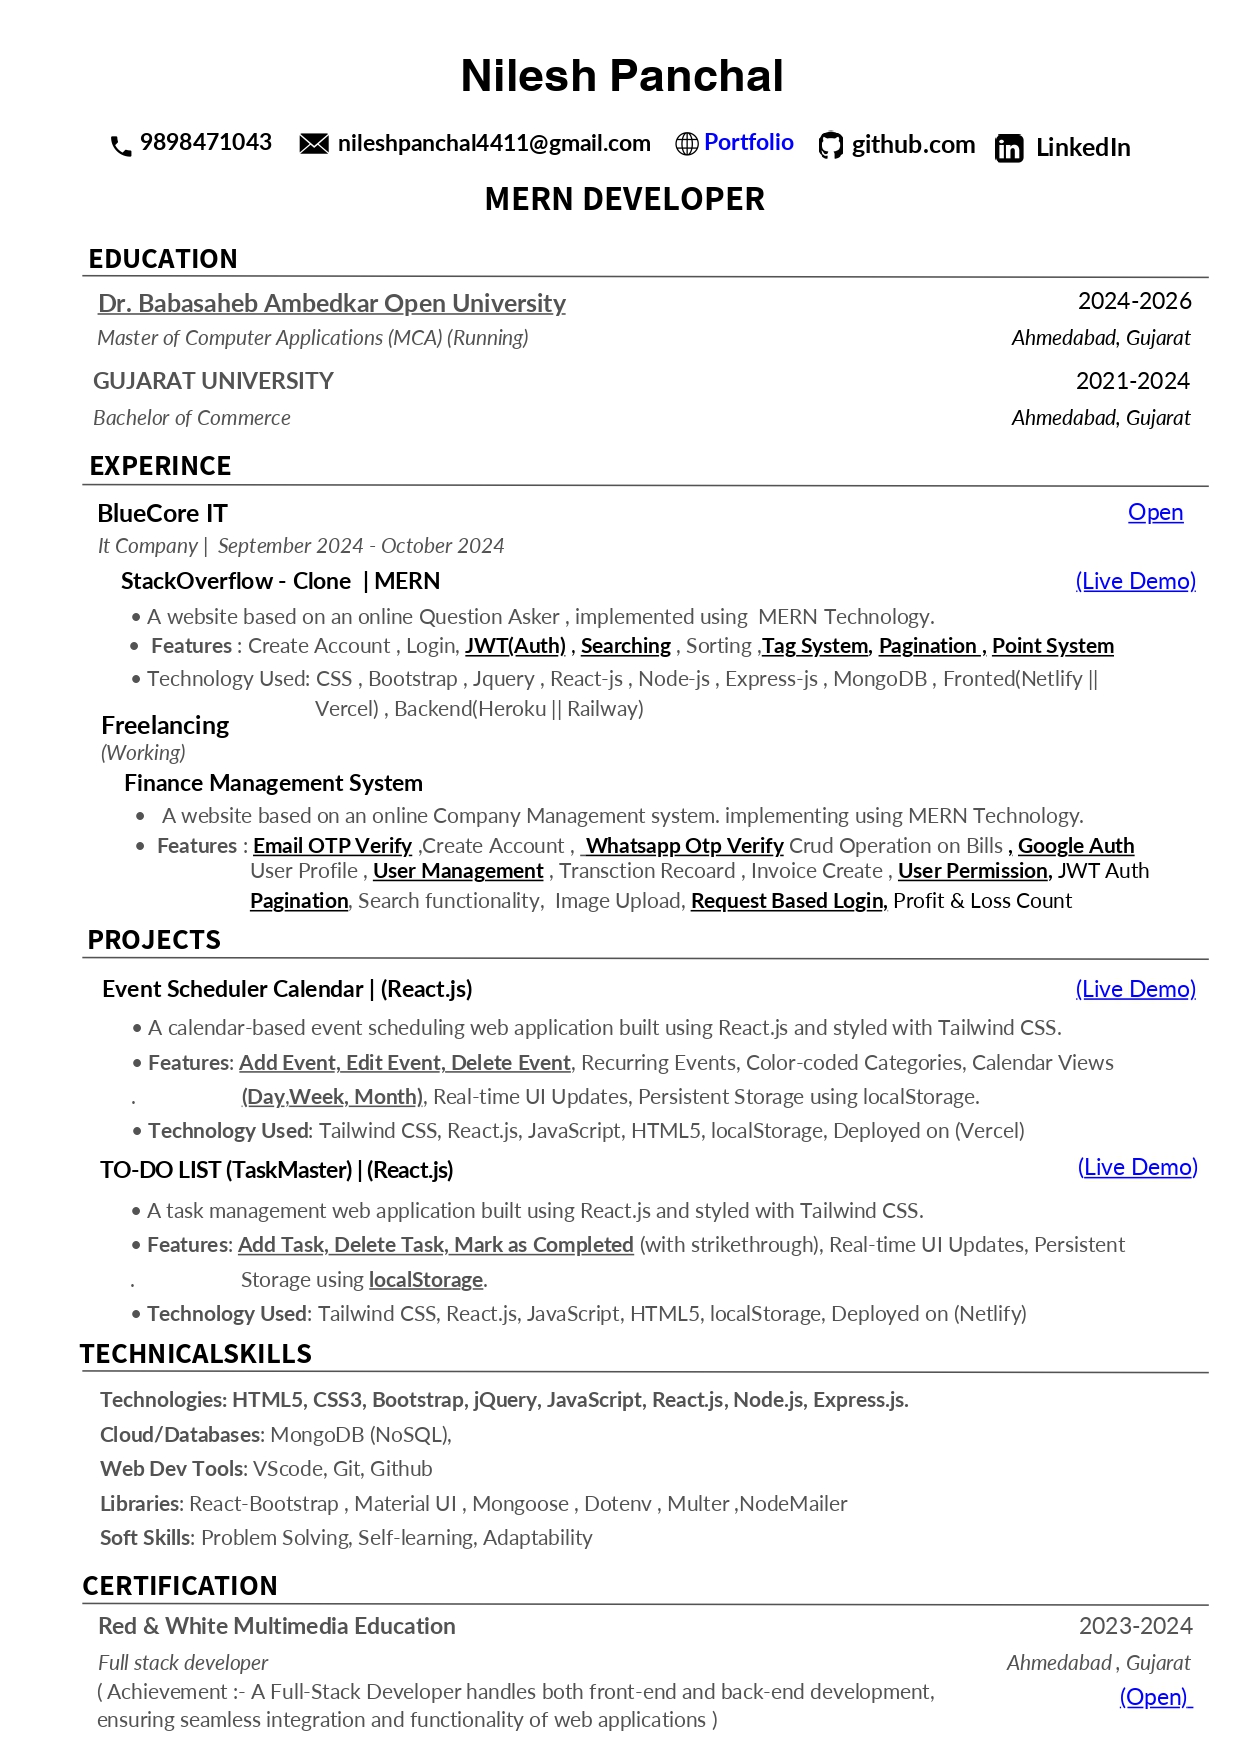 Nilesh Panchal
9898471043 nileshpanchal4411@gmail.com Portfolio github.com LinkedIn
MERN DEVELOPER
EDUCATION
Dr. Babasaheb Ambedkar Open University 2024-2026
Master of Computer Applications (MCA) (Running) Ahmedabad, Gujarat
GUJARAT UNIVERSITY 2021-2024
Bachelor of Commerce Ahmedabad, Gujarat
EXPERINCE
BlueCore IT Open
It Company | September 2024 - October 2024
StackOverflow - Clone | MERN (Live Demo)
• A website based on an online Question Asker , implemented using MERN Technology.
• Features : Create Account , Login, JWT(Auth) , Searching , Sorting ,Tag System, Pagination , Point System
• Technology Used: CSS , Bootstrap , Jquery , React-js , Node-js , Express-js , MongoDB , Fronted(Netlify ||
Vercel) , Backend(Heroku || Railway)
Freelancing
(Working)
Finance Management System
• A website based on an online Company Management system. implementing using MERN Technology.
• Features : Email OTP Verify ,Create Account , Whatsapp Otp Verify Crud Operation on Bills , Google Auth
User Profile , User Management , Transction Recoard , Invoice Create , User Permission, JWT Auth
Pagination, Search functionality, Image Upload, Request Based Login, Profit & Loss Count
PROJECTS
Event Scheduler Calendar | (React.js) (Live Demo)
• A calendar-based event scheduling web application built using React.js and styled with Tailwind CSS.
• Features: Add Event, Edit Event, Delete Event, Recurring Events, Color-coded Categories, Calendar Views
. (Day,Week, Month), Real-time UI Updates, Persistent Storage using localStorage.
• Technology Used: Tailwind CSS, React.js, JavaScript, HTML5, localStorage, Deployed on (Vercel)
TO-DO LIST (TaskMaster) | (React.js) (Live Demo)
• A task management web application built using React.js and styled with Tailwind CSS.
• Features: Add Task, Delete Task, Mark as Completed (with strikethrough), Real-time UI Updates, Persistent
. Storage using localStorage.
• Technology Used: Tailwind CSS, React.js, JavaScript, HTML5, localStorage, Deployed on (Netlify)
TECHNICALSKILLS
Technologies: HTML5, CSS3, Bootstrap, jQuery, JavaScript, React.js, Node.js, Express.js.
Cloud/Databases: MongoDB (NoSQL),
Web Dev Tools: VScode, Git, Github
Libraries: React-Bootstrap , Material UI , Mongoose , Dotenv , Multer ,NodeMailer
Soft Skills: Problem Solving, Self-learning, Adaptability
CERTIFICATION
Red & White Multimedia Education 2023-2024
Full stack developer Ahmedabad , Gujarat
( Achievement :- A Full-Stack Developer handles both front-end and back-end development, (Open)
ensuring seamless integration and functionality of web applications )